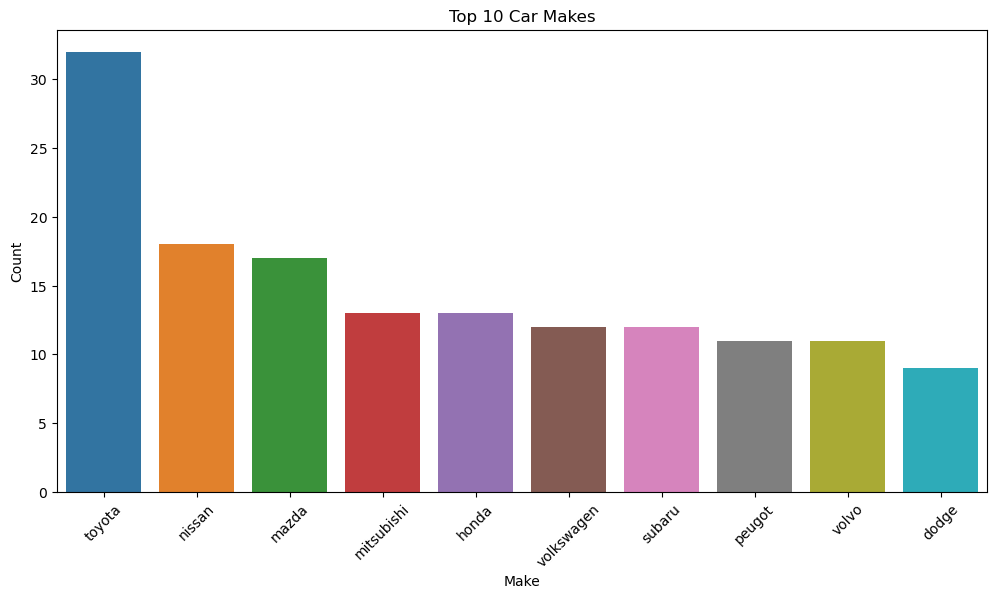 Top 10 Car Makes
Count
30
25
20
15
10
5
0
toyota
nissan
mazda
mitsubishi
honda
volkswagen
subaru
peugot
volvo
dodge
Make